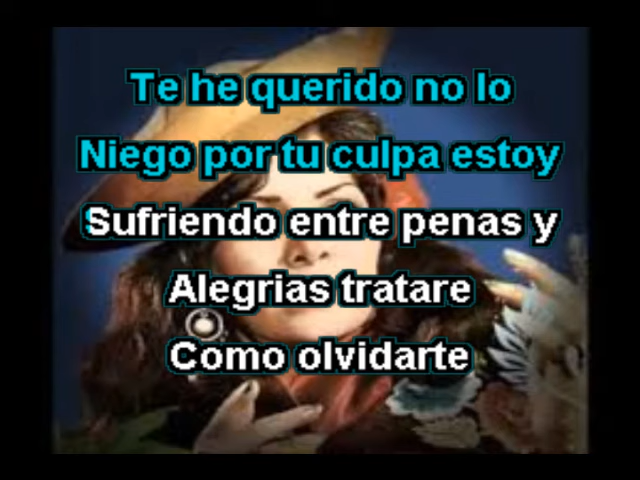 Te he querido no lo
Niego por tu culpa estoy
Sufriendo entre penas y
Alegrias tratare
Como olvidarte